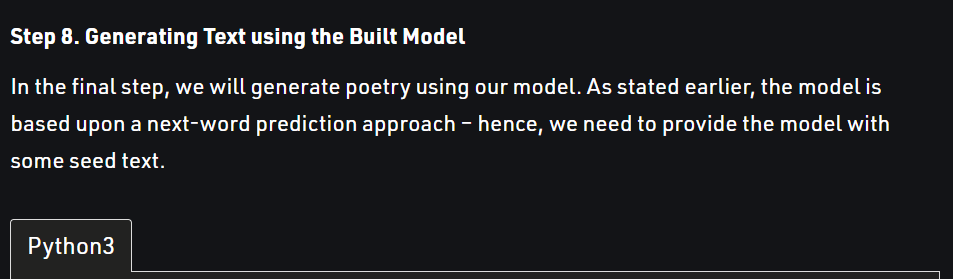 Step 8. Generating Text using the Built Model
In the final step, we will generate poetry using our model. As stated earlier, the model is
based upon a next-word prediction approach – hence, we need to provide the model with
some seed text.
Python3